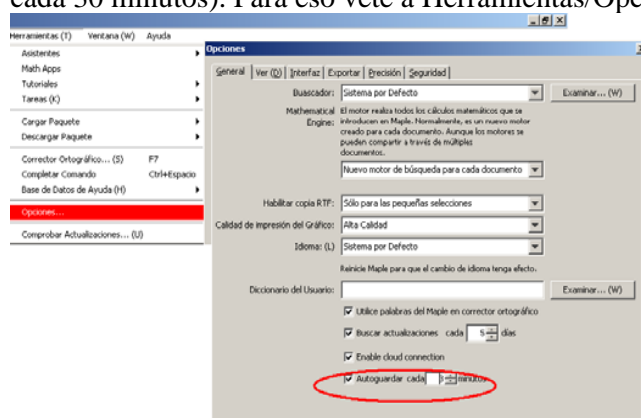 cada 30 minutos). Para eso vete a Herramientas/Opc
Herramientas (T) Ventana (W) Ayuda
Asistentes
Math Apps
Tutoriales
Tareas (K)
Cargar Paquete
Descargar Paquete
Corrector Ortográfico... (S) F7
Completar Comando Ctrl+Espacio
Base de Datos de Ayuda (H)
Opciones...
Comprobar Actualizaciones... (U)
Opciones
General Ver (D) Interfaz Exportar Precisión Seguridad
Buascador: Sistema por Defecto Examinar... (W)
Mathematical Engine: El motor realiza todos los cálculos matemáticos que se
introducen en Maple. Normalmente, es un nuevo motor
creado para cada documento. Aunque los motores se
pueden compartir a través de múltiples
documentos.
Nuevo motor de búsqueda para cada documento
Habilitar copia RTF: Sólo para las pequeñas selecciones
Calidad de impresión del Gráfico: Alta Calidad
Idioma: (L) Sistema por Defecto
Reinicie Maple para que el cambio de idioma tenga efecto.
Diccionario del Usuario: Examinar... (W)
Utilice palabras del Maple en corrector ortográfico
Buscar actualizaciones cada 5 días
Enable cloud connection
Autoguardar cada 3 minutos